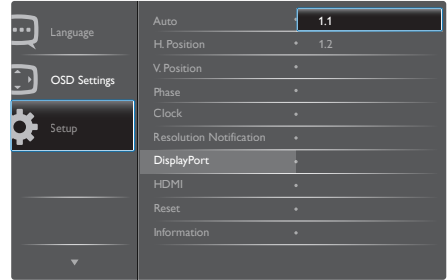 Language
OSD Settings
Setup
Auto
H. Position
V. Position
Phase
Clock
Resolution Notification
DisplayPort
HDMI
Reset
Information
1.1
1.2